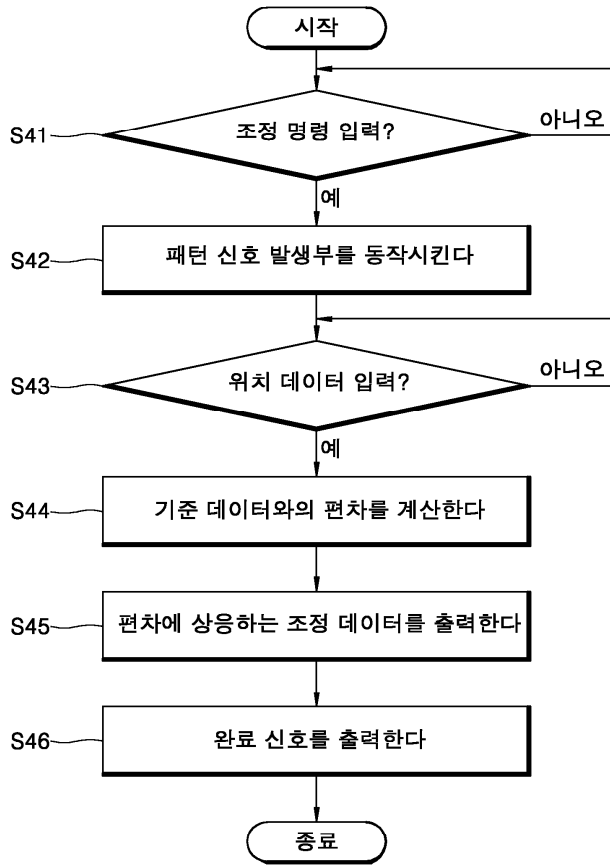 시작
S41
조정 명령 입력?
아니오
예
S42
패턴 신호 발생부를 동작시킨다
S43
위치 데이터 입력?
아니오
예
S44
기준 데이터와의 편차를 계산한다
S45
편차에 상응하는 조정 데이터를 출력한다
S46
완료 신호를 출력한다
종료